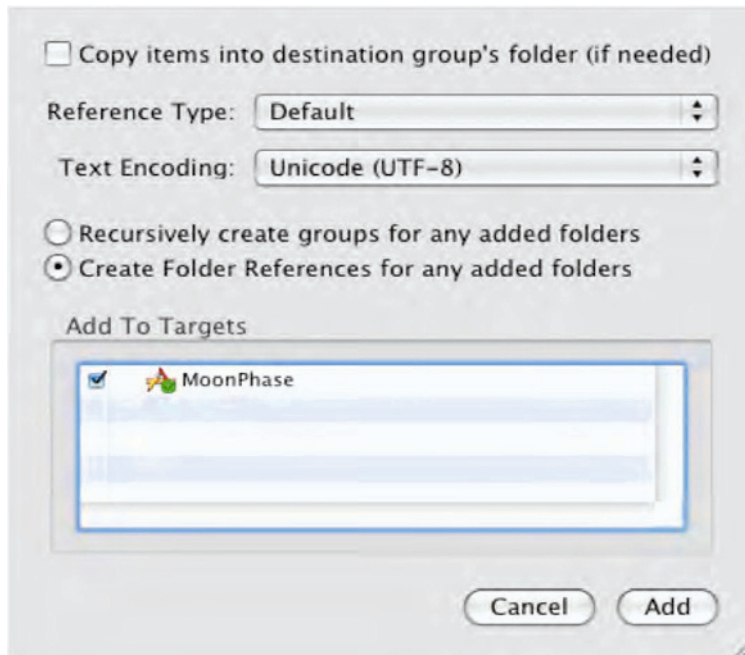 Copy items into destination group's folder (if needed)
Reference Type: Default
Text Encoding: Unicode (UTF-8)
Recursively create groups for any added folders
Create Folder References for any added folders
Add To Targets
MoonPhase
Cancel Add